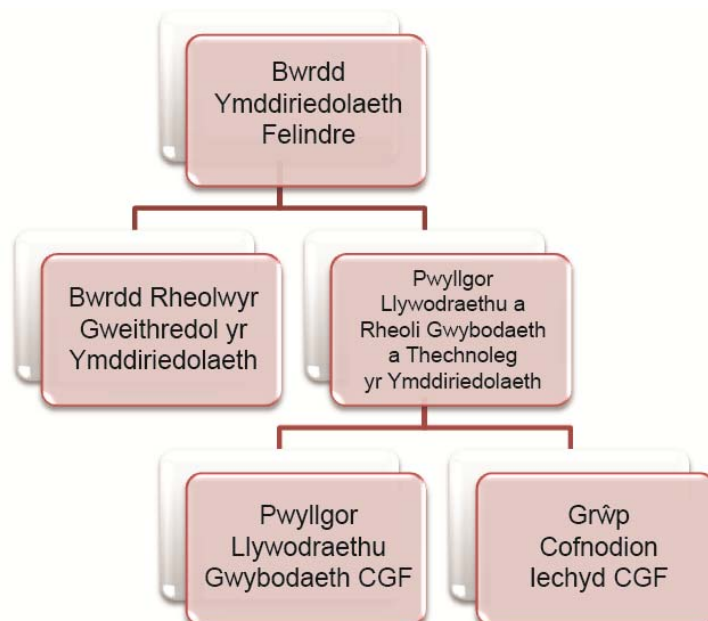 Bwrdd
Ymddiriedolaeth
Felindre
Bwrdd Rheolwyr
Gweithredol yr
Ymddiriedolaeth
Pwyllgor
Llywodraethu a
Rheoli Gwybodaeth
a Thechnoleg
yr Ymddiriedolaeth
Pwyllgor
Llywodraethu
Gwybodaeth CGF
Grŵp
Cofnodion
Iechyd CGF